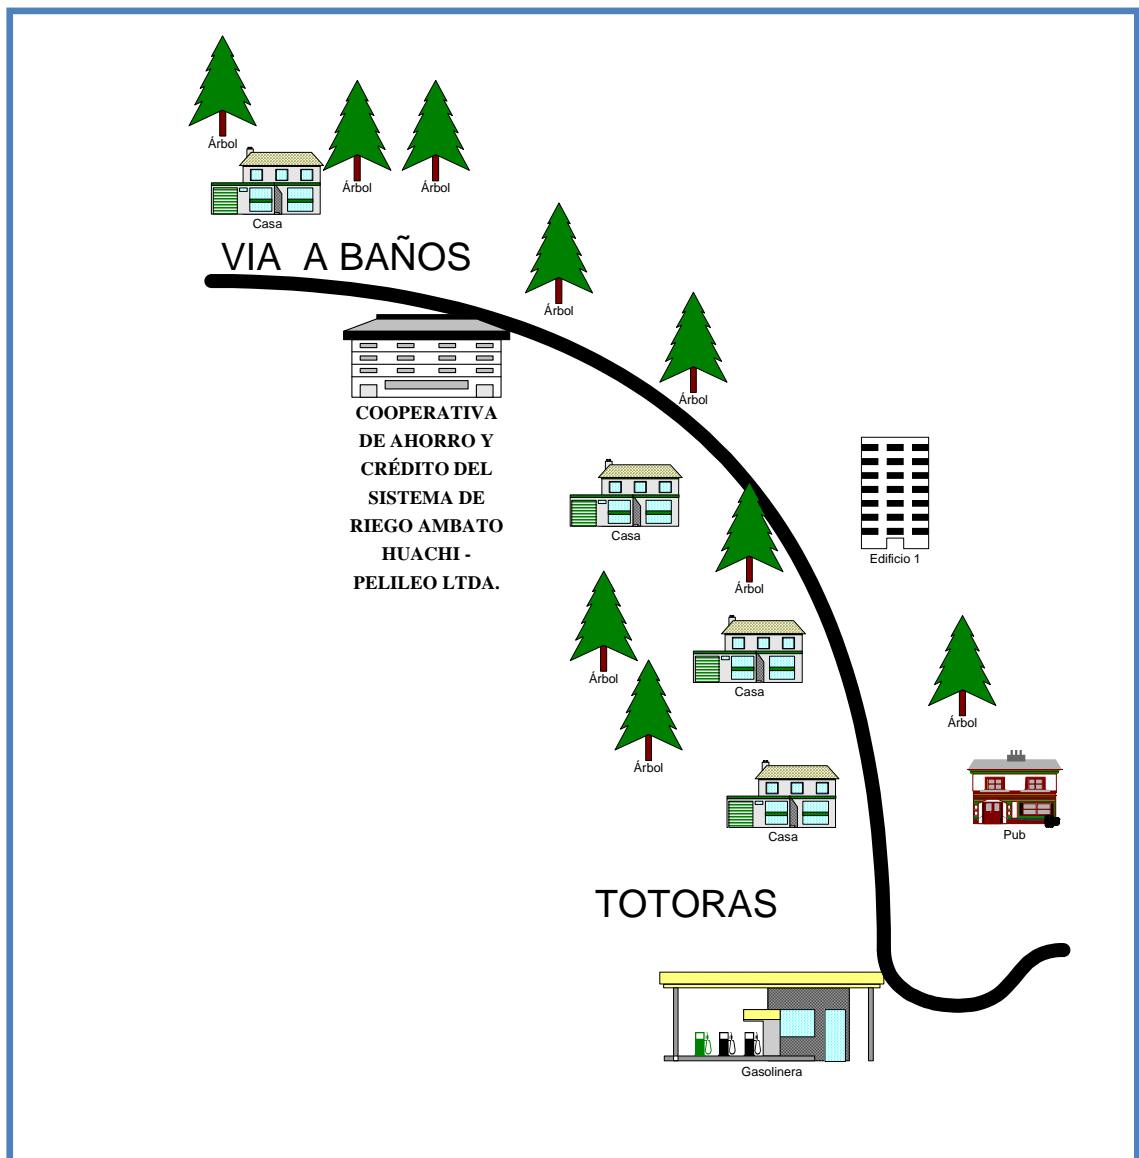 Árbol
Árbol
Árbol
Casa
VIA A BAÑOS
Árbol
Árbol
COOPERATIVA
DE AHORRO Y
CRÉDITO DEL
SISTEMA DE
RIEGO AMBATO
HUACHI -
PELILEO LTDA.
Casa
Edificio 1
Árbol
Árbol
Casa
Árbol
Árbol
Casa
Pub
TOTORAS
Gasolinera